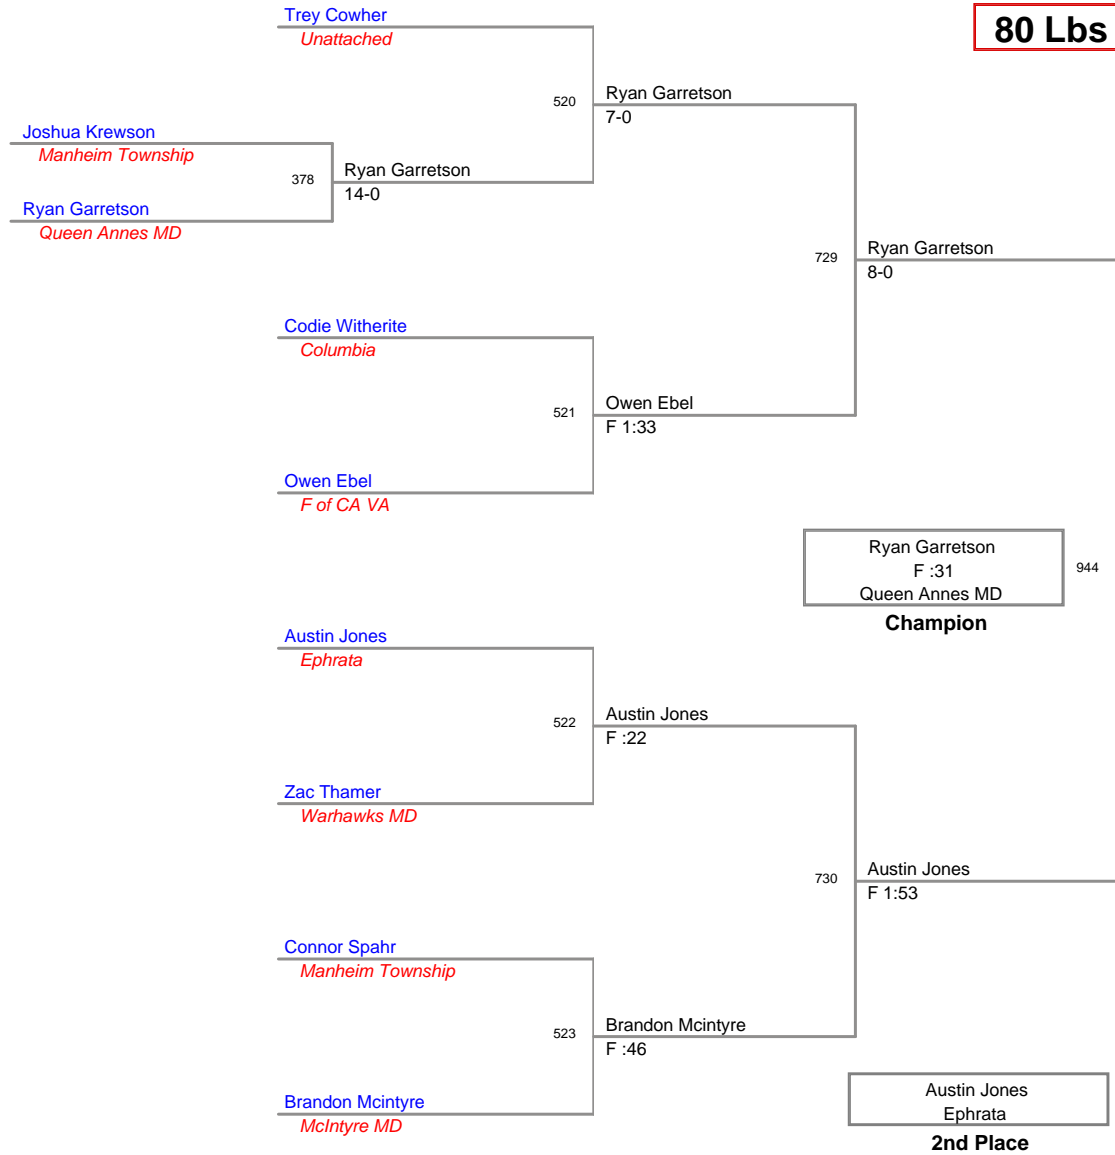 Trey Cowher
Unattached
80 Lbs
520
Ryan Garretson
7-0
Joshua Krewson
Manheim Township
378
Ryan Garretson
14-0
Ryan Garretson
Queen Annes MD
729
Ryan Garretson
8-0
Codie Witherite
Columbia
521
Owen Ebel
F 1:33
Owen Ebel
F of CA VA
Ryan Garretson
F :31
Queen Annes MD
944
Champion
Austin Jones
Ephrata
522
Austin Jones
F :22
Zac Thamer
Warhawks MD
730
Austin Jones
F 1:53
Connor Spahr
Manheim Township
523
Brandon Mcintyre
F :46
Brandon Mcintyre
McIntyre MD
Austin Jones
Ephrata
2nd Place